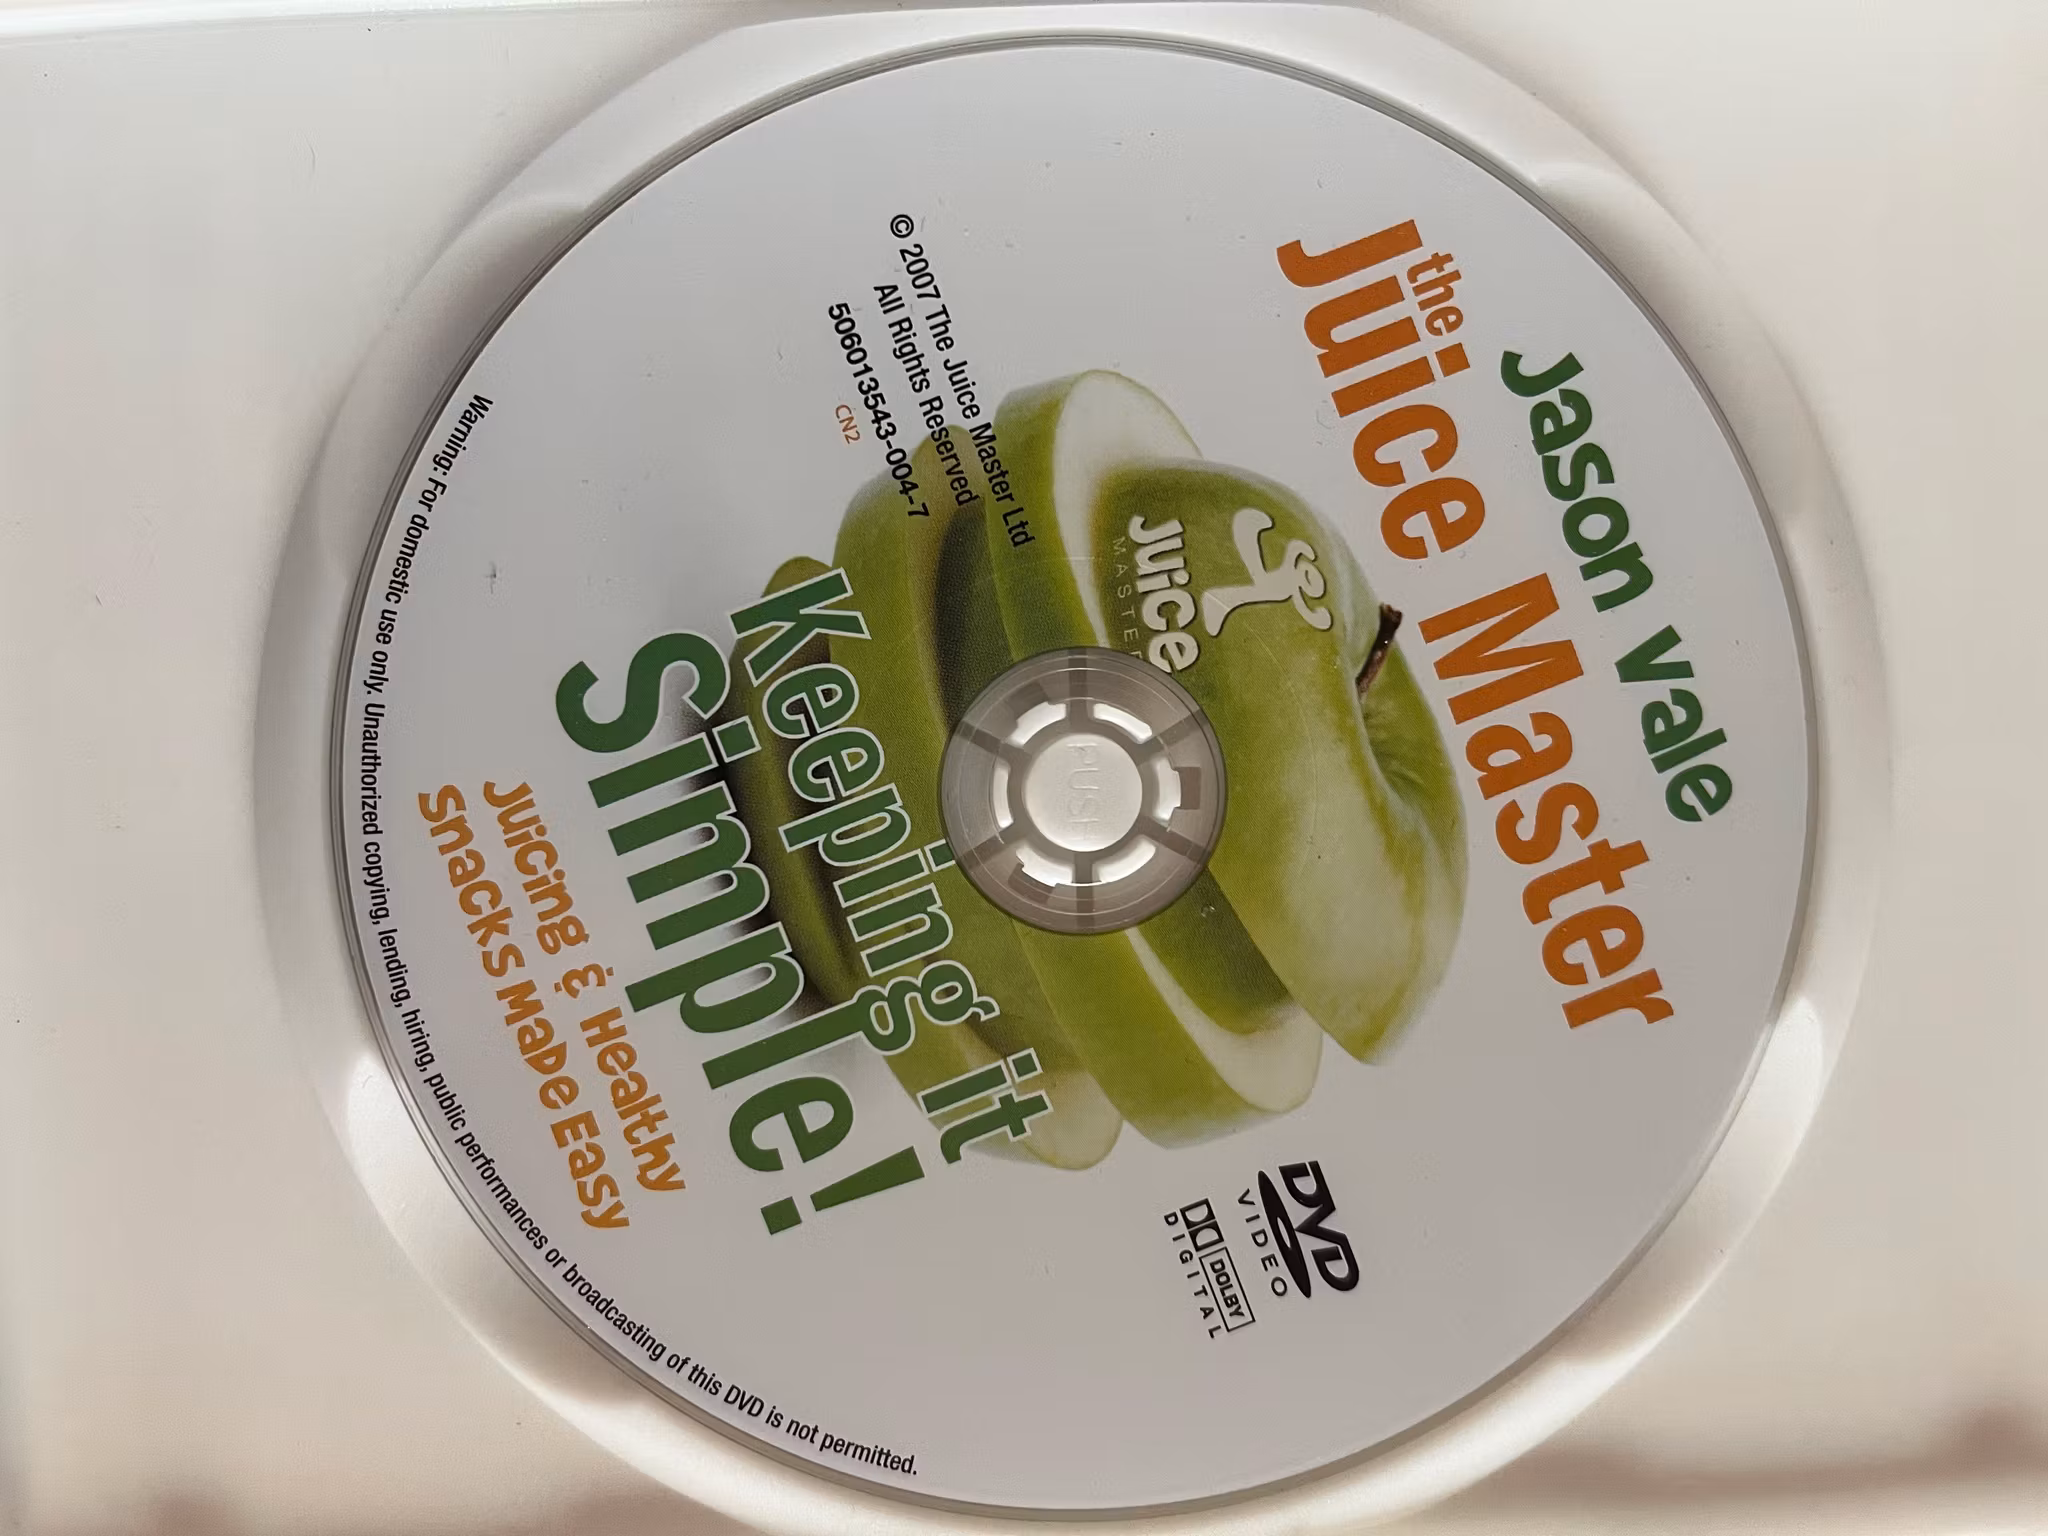 Jason Vale
the
Juice Master
Juice
MASTER
© 2007 The Juice Master Ltd
All Rights Reserved
506013543-004-7
CN2
PUSH
DVD
VIDEO
DOLBY
DIGITAL
Keeping it
Simple!
Juicing & Healthy
Snacks Made Easy
Warning: For domestic use only. Unauthorized copying, lending, hiring, public performances or broadcasting of this DVD is not permitted.